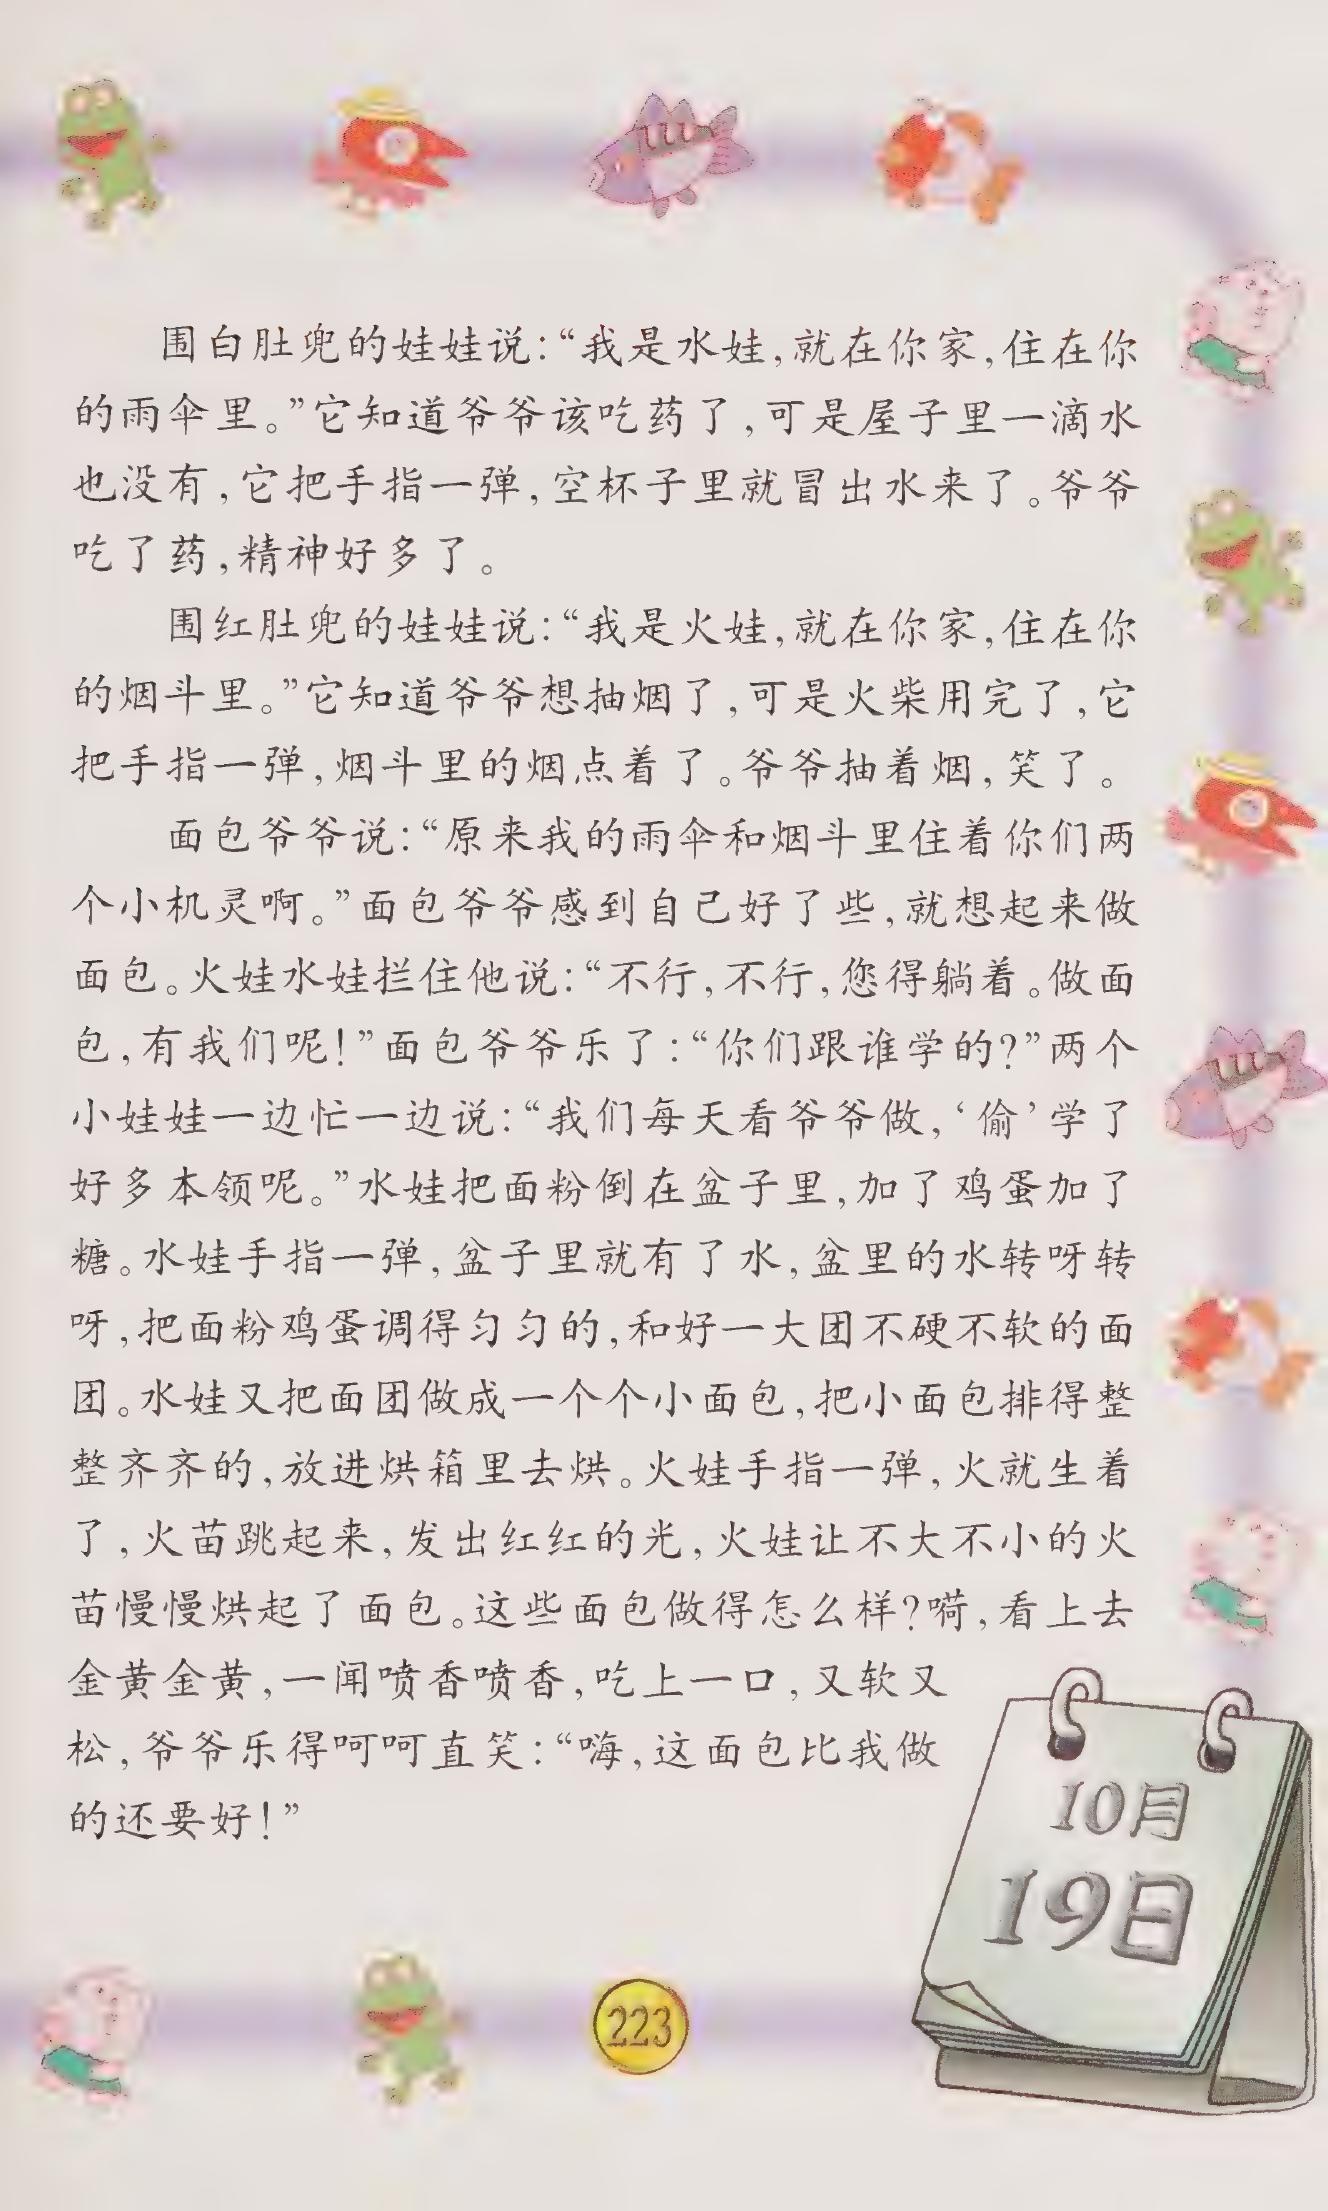 围白肚兜的娃娃说：“我是水娃，就在你家，住在你
的雨伞里。”它知道爷爷该吃药了，可是屋子里一滴水
也没有，它把手指一弹，空杯子里就冒出水来了。爷爷
吃了药，精神好多了。
围红肚兜的娃娃说：“我是火娃，就在你家，住在你
的烟斗里。”它知道爷爷想抽烟了，可是火柴用完了，它
把手指一弹，烟斗里的烟点着了。爷爷抽着烟，笑了。
面包爷爷说：“原来我的雨伞和烟斗里住着你们两
个小机灵啊。”面包爷爷感到自己好了些，就想起来做
面包。火娃水娃拦住他说：“不行，不行，您得躺着。做面
包，有我们呢！”面包爷爷乐了：“你们跟谁学的？”两个
小娃娃一边忙一边说：“我们每天看爷爷做，‘偷’学了
好多本领呢。”水娃把面粉倒在盆子里，加了鸡蛋加了
糖。水娃手指一弹，盆子里就有了水，盆里的水转呀转
呀，把面粉鸡蛋调得匀匀的，和好一大团不硬不软的面
团。水娃又把面团做成一个个小面包，把小面包排得整
整齐齐的，放进烘箱里去烘。火娃手指一弹，火就生着
了，火苗跳起来，发出红红的光，火娃让不大不小的火
苗慢慢烘起了面包。这些面包做得怎么样？嗬，看上去
金黄金黄，一闻喷香喷香，吃上一口，又软又
松，爷爷乐得呵呵直笑：“嗨，这面包比我做
的还要好！”
10月
19日
223